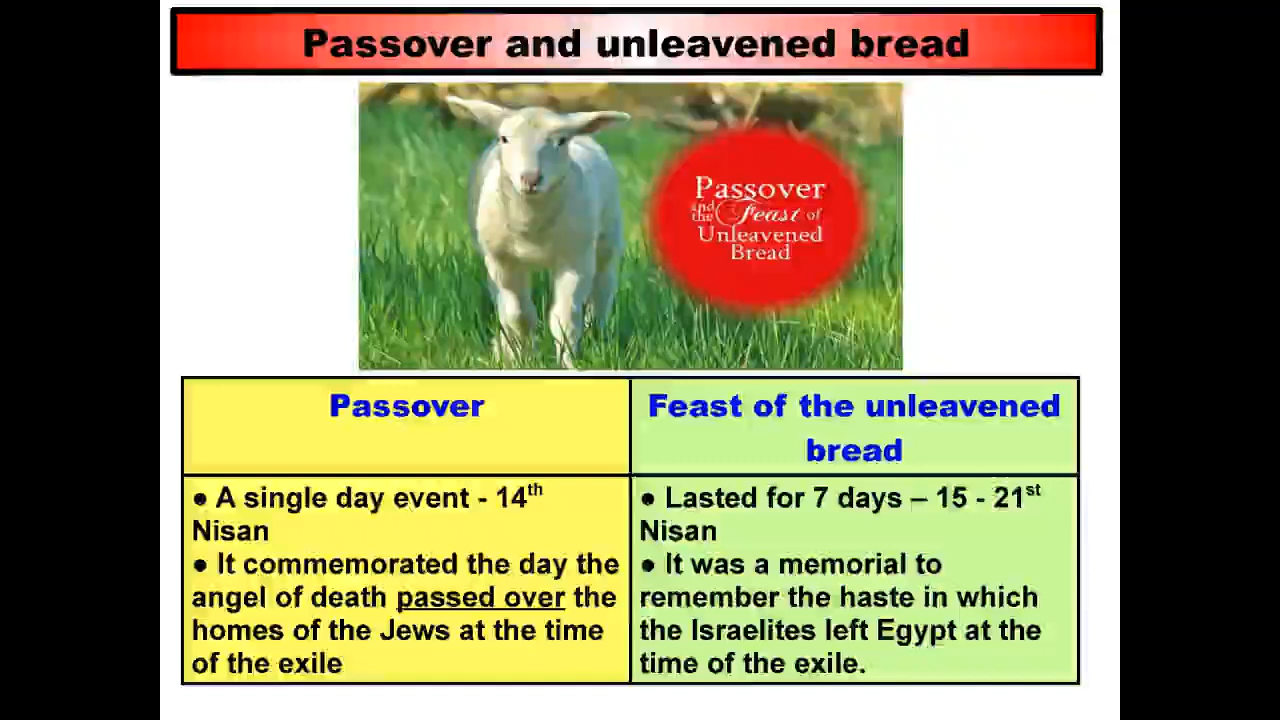 Passover and unleavened bread
Passover
and
the Feast of
Unleavened
Bread
Passover
● A single day event - 14th
Nisan
● It commemorated the day the
angel of death passed over the
homes of the Jews at the time
of the exile
Feast of the unleavened
bread
● Lasted for 7 days – 15 - 21st
Nisan
● It was a memorial to
remember the haste in which
the Israelites left Egypt at the
time of the exile.